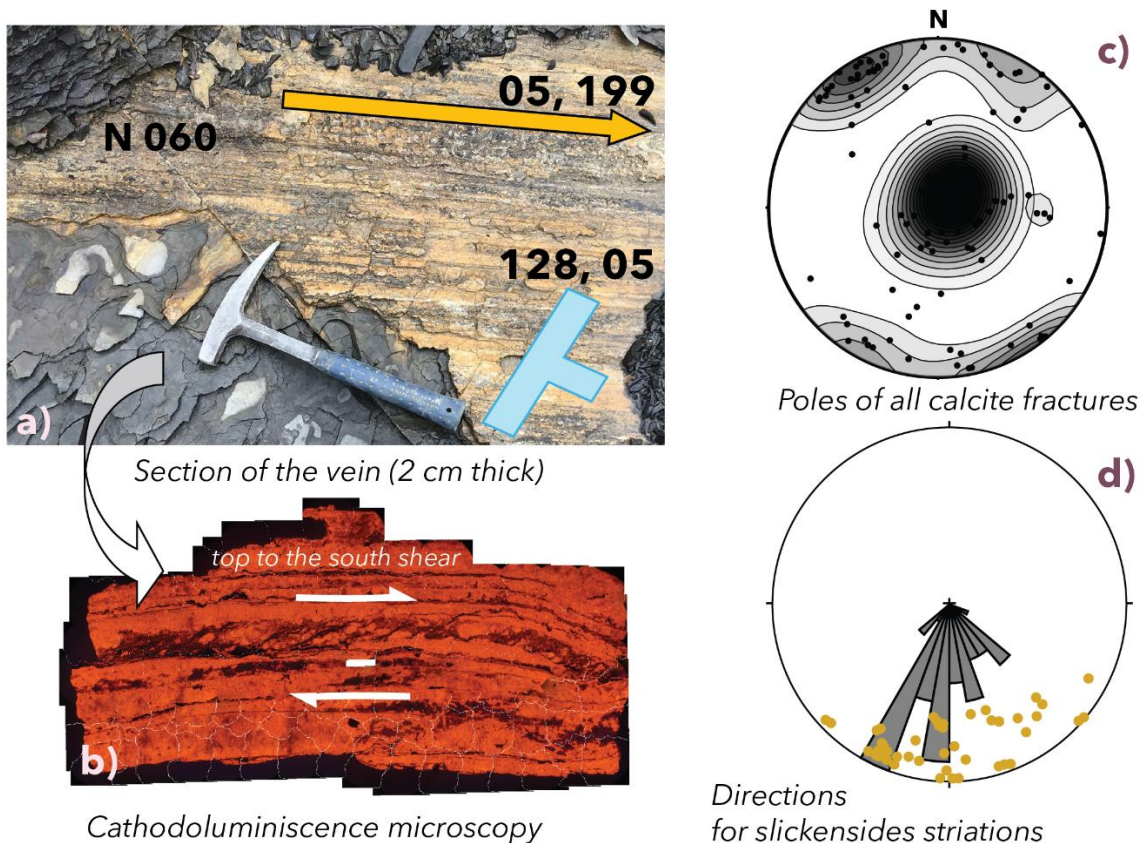 N
c)
05, 199
N 060
128, 05
a)
Poles of all calcite fractures
Section of the vein (2 cm thick)
d)
top to the south shear
b)
Directions
for slickensides striations
Cathodoluminiscence microscopy